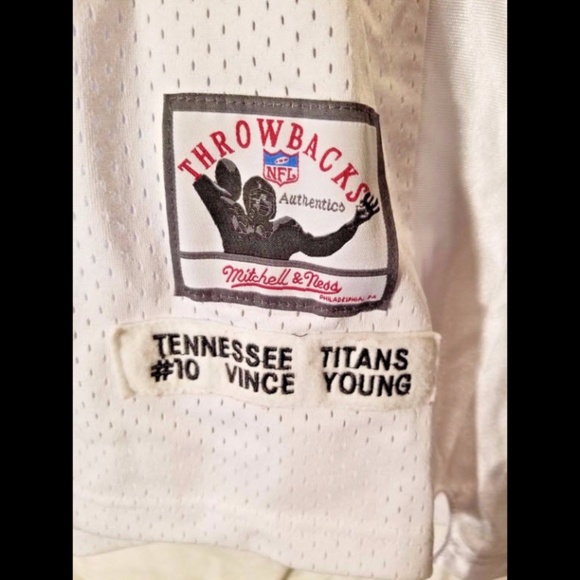 THROWBACKS
NFL
Authentics
Mitchell & Ness
PHILADELPHIA, PA
TENNESSEE TITANS
#10 VINCE YOUNG